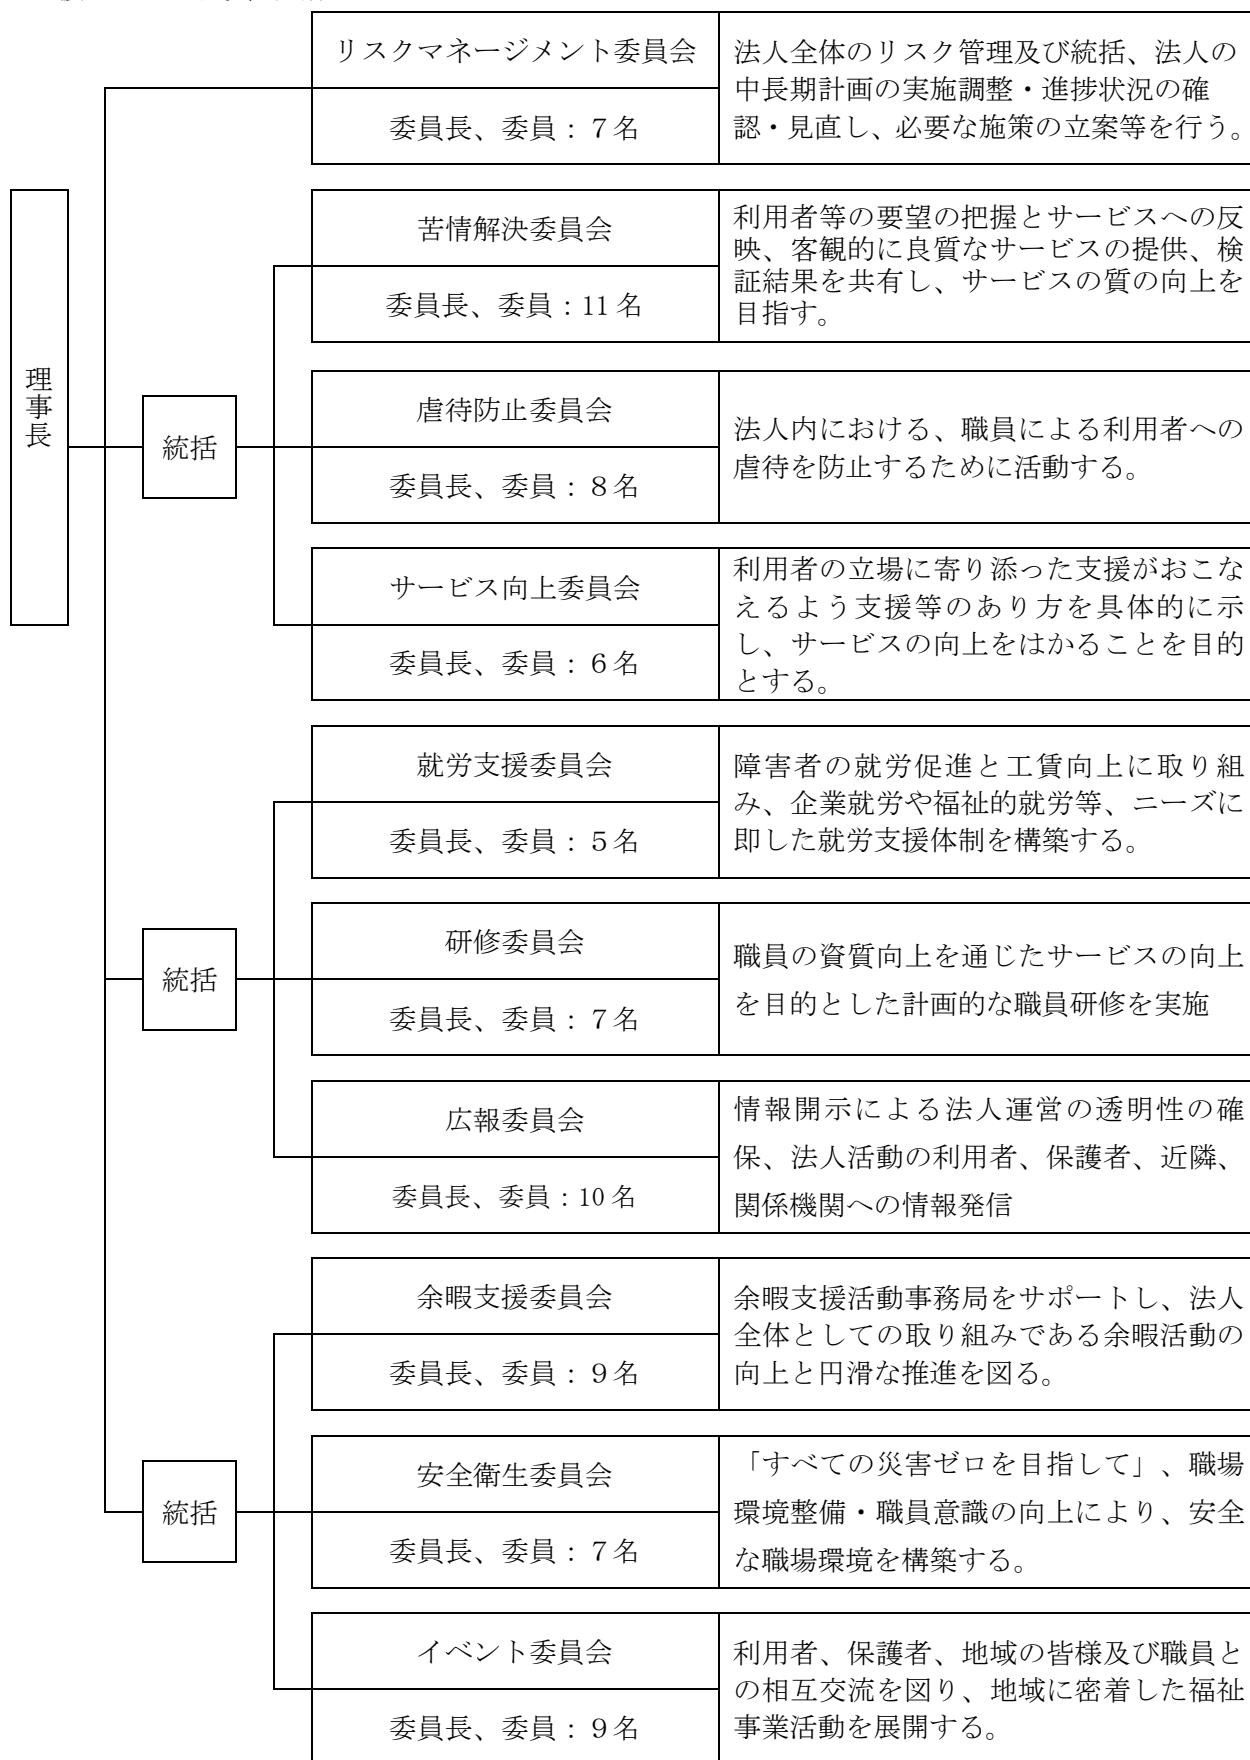 リスクマネージメント委員会
委員長、委員：７名
法人全体のリスク管理及び統括、法人の
中長期計画の実施調整・進捗状況の確
認・見直し、必要な施策の立案等を行う。
理事長
統括
苦情解決委員会
委員長、委員：11 名
利用者等の要望の把握とサービスへの反
映、客観的に良質なサービスの提供、検
証結果を共有し、サービスの質の向上を
目指す。
虐待防止委員会
委員長、委員：８名
法人内における、職員による利用者への
虐待を防止するために活動する。
サービス向上委員会
委員長、委員：６名
利用者の立場に寄り添った支援がおこな
えるよう支援等のあり方を具体的に示
し、サービスの向上をはかることを目的
とする。
統括
就労支援委員会
委員長、委員：５名
障害者の就労促進と工賃向上に取り組
み、企業就労や福祉的就労等、ニーズに
即した就労支援体制を構築する。
研修委員会
委員長、委員：７名
職員の資質向上を通じたサービスの向上
を目的とした計画的な職員研修を実施
広報委員会
委員長、委員：10 名
情報開示による法人運営の透明性の確
保、法人活動の利用者、保護者、近隣、
関係機関への情報発信
統括
余暇支援委員会
委員長、委員：９名
余暇支援活動事務局をサポートし、法人
全体としての取り組みである余暇活動の
向上と円滑な推進を図る。
安全衛生委員会
委員長、委員：７名
「すべての災害ゼロを目指して」、職場
環境整備・職員意識の向上により、安全
な職場環境を構築する。
イベント委員会
委員長、委員：９名
利用者、保護者、地域の皆様及び職員と
の相互交流を図り、地域に密着した福祉
事業活動を展開する。